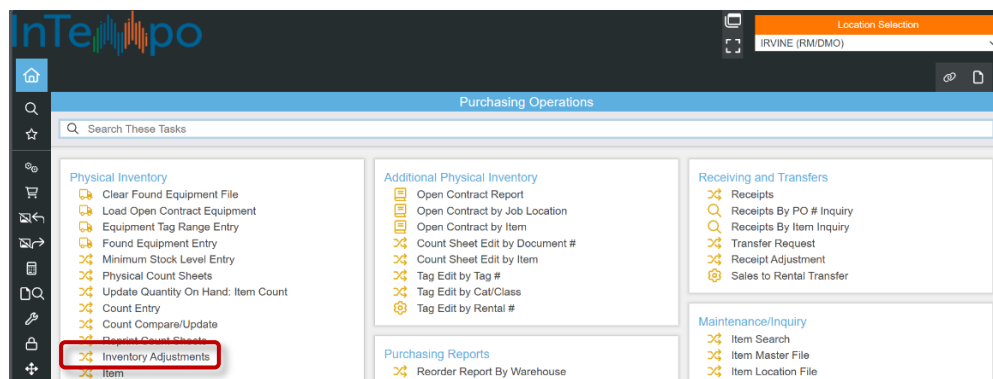 InTempo
Location Selection
IRVINE (RM/DMO)
Purchasing Operations
Search These Tasks
Physical Inventory
Clear Found Equipment File
Load Open Contract Equipment
Equipment Tag Range Entry
Found Equipment Entry
Minimum Stock Level Entry
Physical Count Sheets
Update Quantity On Hand: Item Count
Count Entry
Count Compare/Update
Reprint Count Sheets
Inventory Adjustments
Item
Additional Physical Inventory
Open Contract Report
Open Contract by Job Location
Open Contract by Item
Count Sheet Edit by Document #
Count Sheet Edit by Item
Tag Edit by Tag #
Tag Edit by Cat/Class
Tag Edit by Rental #
Purchasing Reports
Reorder Report By Warehouse
Receiving and Transfers
Receipts
Receipts By PO # Inquiry
Receipts By Item Inquiry
Transfer Request
Receipt Adjustment
Sales to Rental Transfer
Maintenance/Inquiry
Item Search
Item Master File
Item Location File